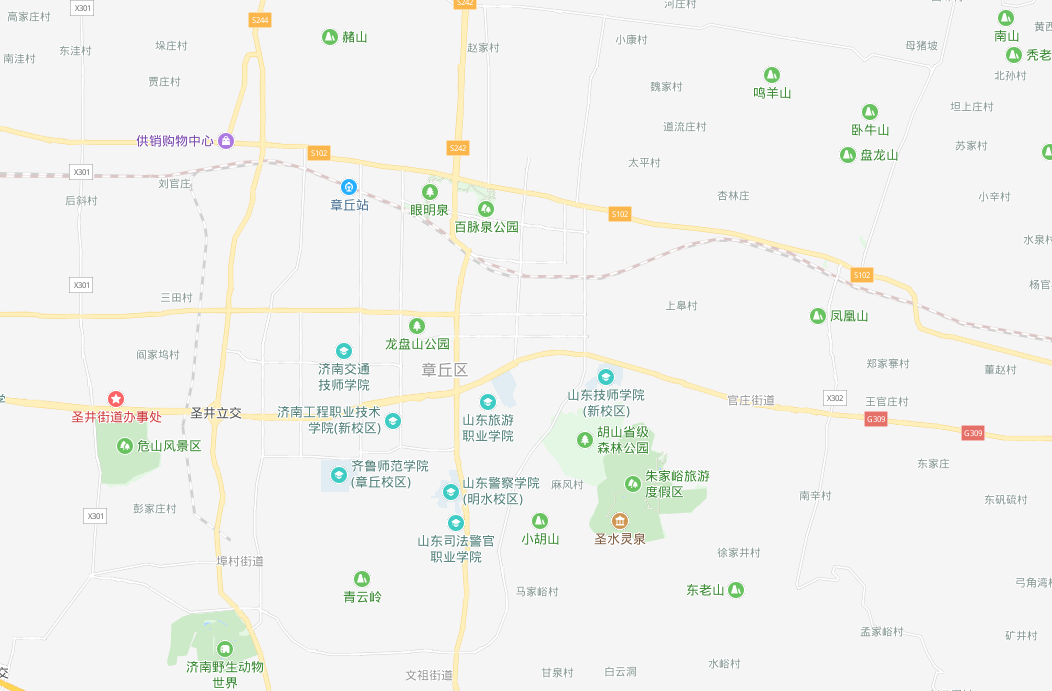 河庄村
X301
S242
高家庄村
S244
南山
黄西
赭山
小康村
垛庄村
母猪坡
赵家村
东洼村
秃老
南洼村
北孙村
贾庄村
鸣羊山
魏家村
坦上庄村
卧牛山
道流庄村
供销购物中心
S242
苏家村
S102
盘龙山
太平村
X301
刘官庄
章丘站
杏林庄
小辛村
后斜村
眼明泉
S102
百脉泉公园
水泉村
S102
X301
杨官
三田村
上皋村
凤凰山
龙盘山公园
阎家坞村
郑家寨村
济南交通
技师学院
章丘区
董赵村
山东技师学院
(新校区)
X302
官庄街道
王官庄村
圣井街道办事处
圣井立交
济南工程职业技术
学院(新校区)
山东旅游
职业学院
G309
G309
胡山省级
森林公园
危山风景区
东家庄
齐鲁师范学院
(章丘校区)
朱家峪旅游
度假区
山东警察学院
(明水校区)
麻风村
南辛村
东矾硫村
彭家庄村
X301
山东司法警官
职业学院
小胡山
圣水灵泉
徐家井村
埠村街道
青云岭
马家峪村
东老山
弓角湾村
孟家峪村
矿井村
济南野生动物
世界
水峪村
文祖街道
甘泉村
白云洞
交